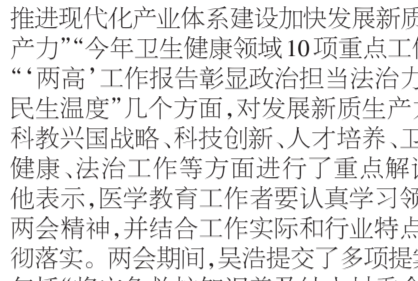 推进现代化产业体系建设加快发展新质
产力”“今年卫生健康领域10项重点工
“‘两高’工作报告彰显政治担当法治
民生温度”几个方面,对发展新质生产
科教兴国战略、科技创新、人才培养、
健康、法治工作等方面进行了重点解
他表示,医学教育工作者要认真学习
两会精神,并结合工作实际和行业特点
彻落实。两会期间,吴浩提交了多项提